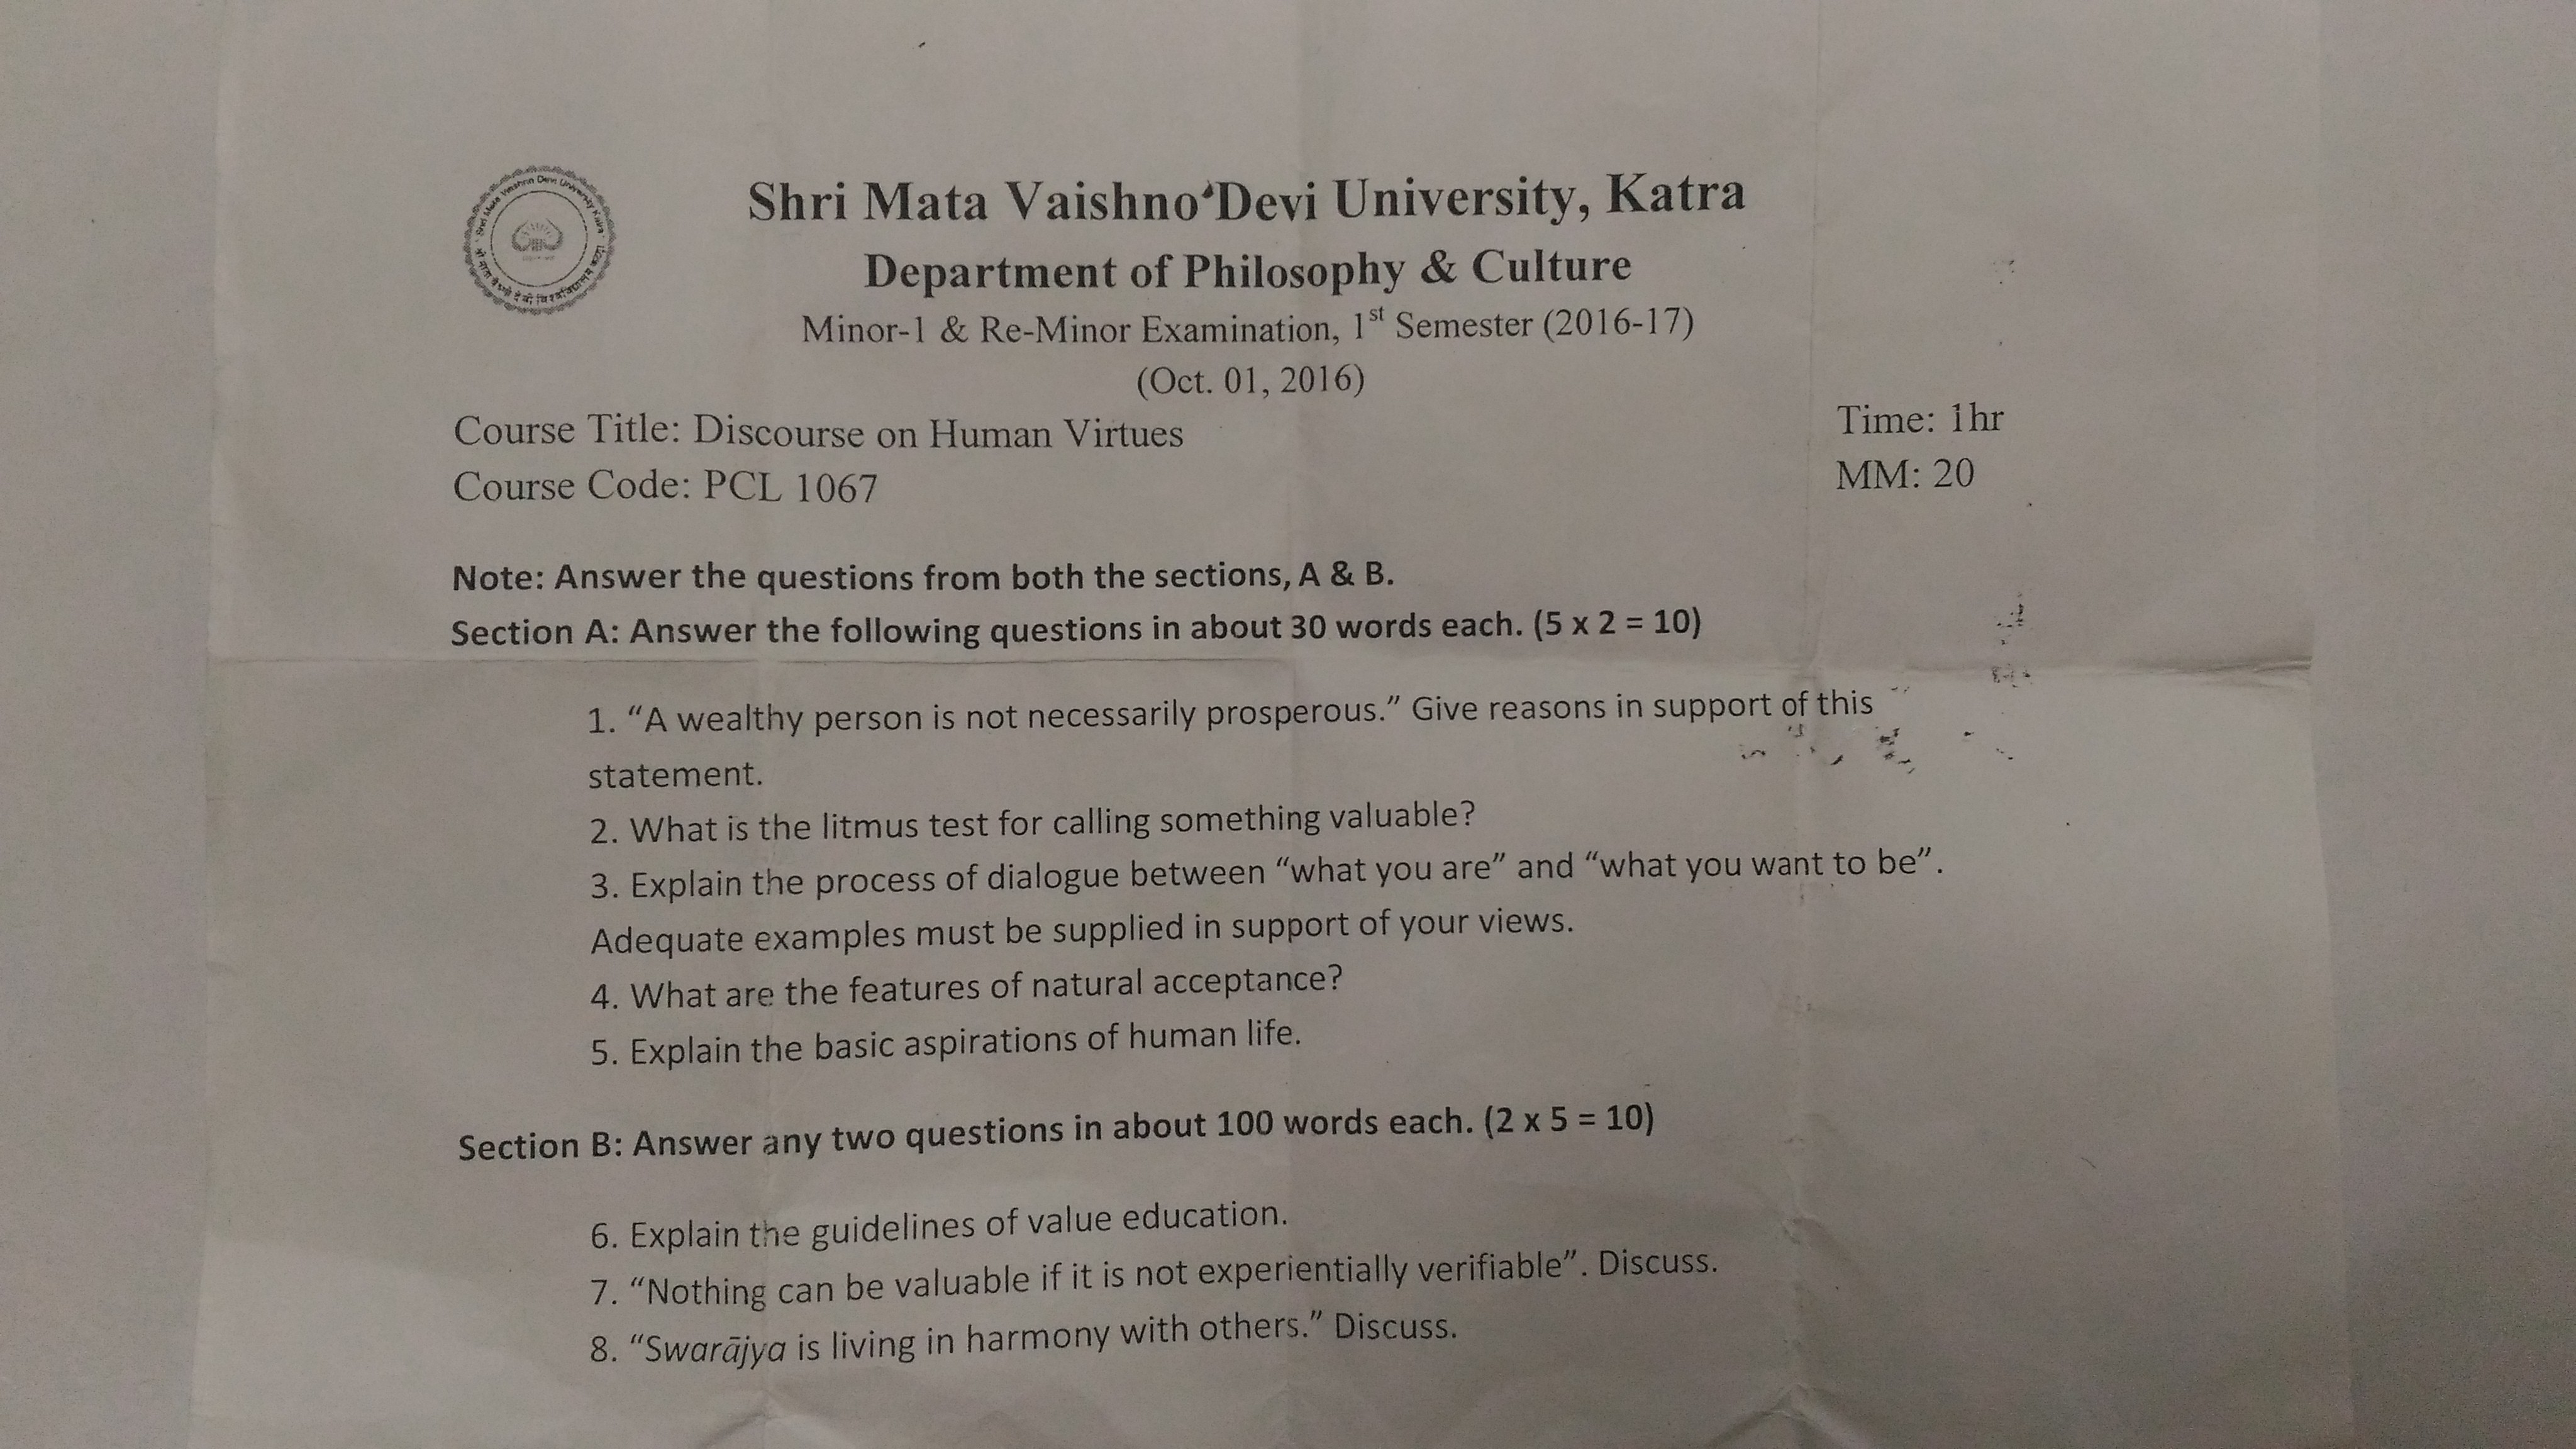 Shri Mata Vaishno Devi University, Katra
Department of Philosophy & Culture
Minor-1 & Re-Minor Examination, 1st Semester (2016-17)
(Oct. 01, 2016)
Course Title: Discourse on Human Virtues
Time: 1hr
Course Code: PCL 1067
MM: 20
Note: Answer the questions from both the sections, A & B.
Section A: Answer the following questions in about 30 words each. (5 x 2 = 10)
1. “A wealthy person is not necessarily prosperous.” Give reasons in support of this
statement.
2. What is the litmus test for calling something valuable?
3. Explain the process of dialogue between “what you are” and “what you want to be”.
Adequate examples must be supplied in support of your views.
4. What are the features of natural acceptance?
5. Explain the basic aspirations of human life.
Section B: Answer any two questions in about 100 words each. (2 x 5 = 10)
6. Explain the guidelines of value education.
7. “Nothing can be valuable if it is not experientially verifiable”. Discuss.
8. “Swarājya is living in harmony with others.” Discuss.